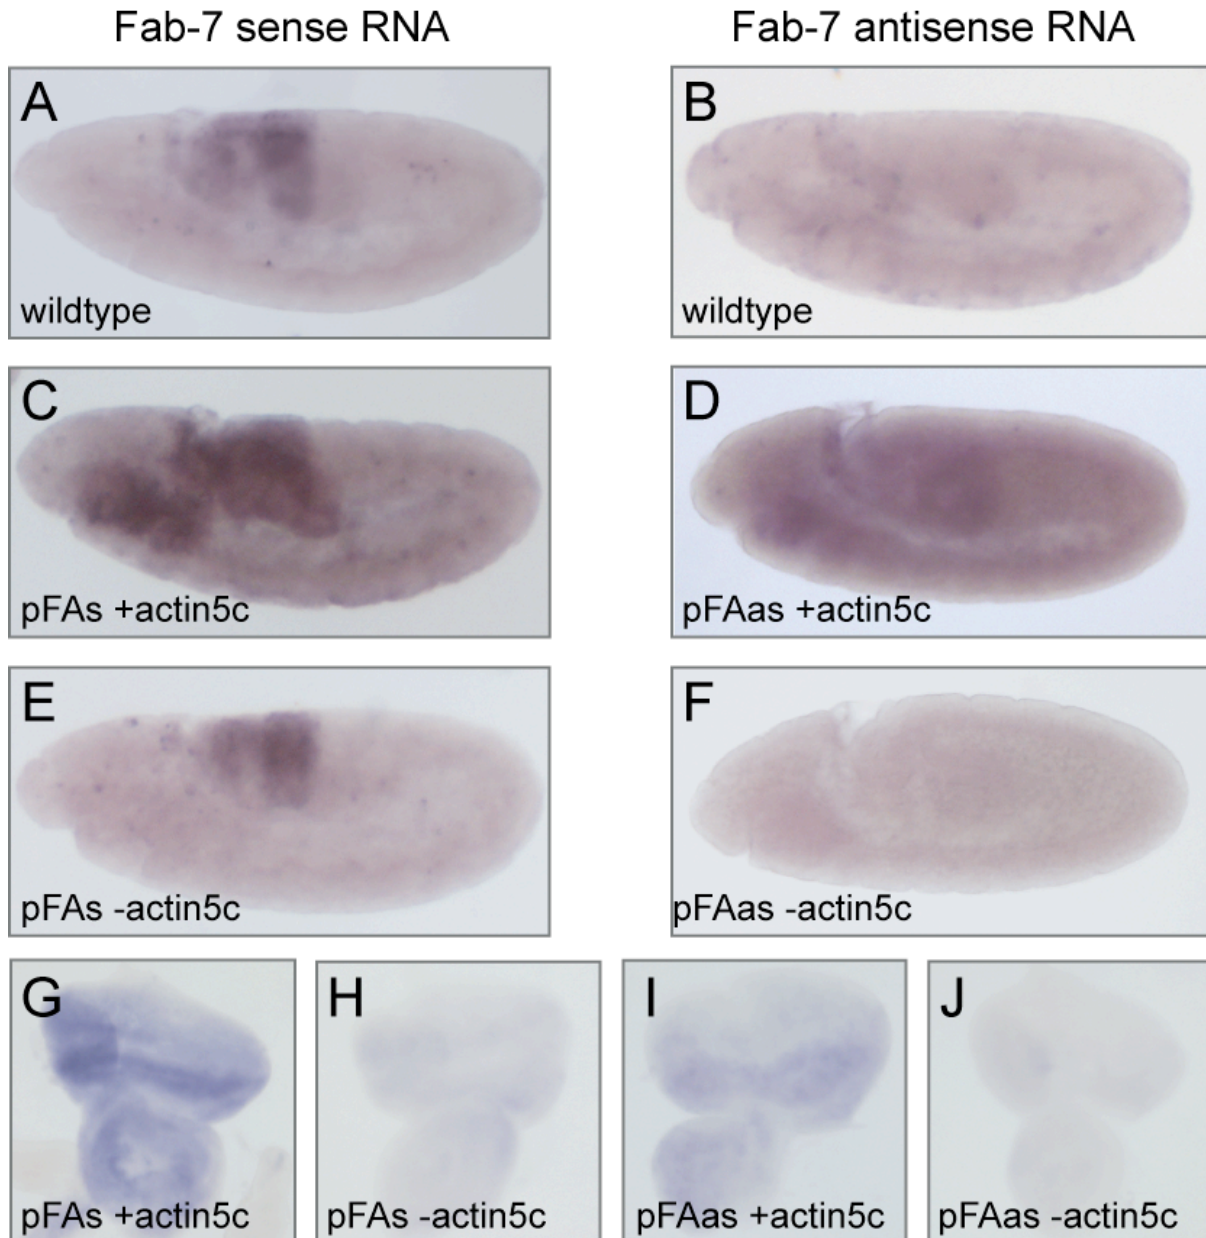 Fab-7 sense RNA
Fab-7 antisense RNA
A
wildtype
B
wildtype
C
pFAs +actin5c
D
pFAas +actin5c
E
pFAs -actin5c
F
pFAas -actin5c
G
pFAs +actin5c
H
pFAs -actin5c
I
pFAas +actin5c
J
pFAas -actin5c